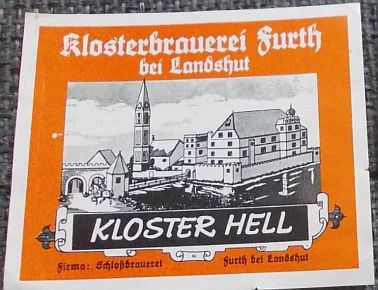 Klosterbrauerei Furth
bei Landshut
KLOSTER HELL
Firma: Schloßbrauerei Furth bei Landshut